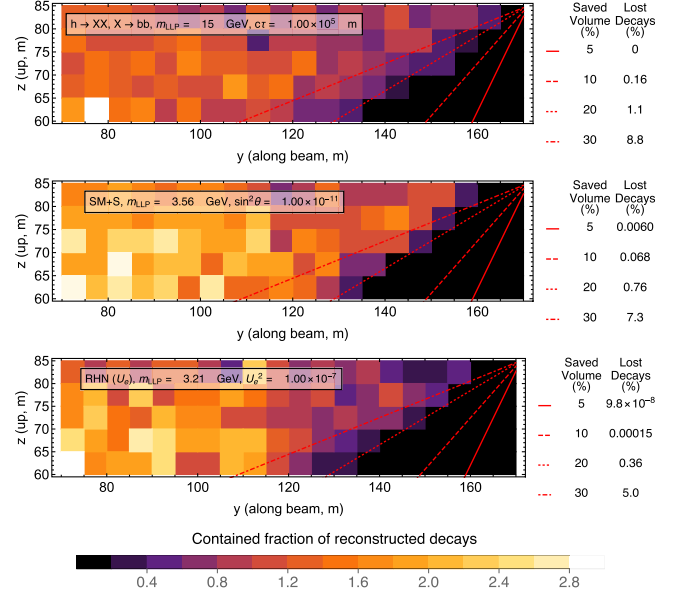 h → XX, X → bb, m_LLP = 15 GeV, cτ = 1.00×10⁵ m
85
80
75
70
65
60
z (up, m)
80 100 120 140 160
y (along beam, m)
Saved Lost
Volume Decays
(%) (%)
5 0
10 0.16
20 1.1
30 8.8
SM+S, m_LLP = 3.56 GeV, sin²θ = 1.00×10⁻¹¹
85
80
75
70
65
60
z (up, m)
80 100 120 140 160
y (along beam, m)
Saved Lost
Volume Decays
(%) (%)
5 0.0060
10 0.068
20 0.76
30 7.3
RHN (U_e), m_LLP = 3.21 GeV, U_e² = 1.00×10⁻⁷
85
80
75
70
65
60
z (up, m)
80 100 120 140 160
y (along beam, m)
Saved Lost
Volume Decays
(%) (%)
5 9.8×10⁻⁸
10 0.00015
20 0.36
30 5.0
Contained fraction of reconstructed decays
0.4 0.8 1.2 1.6 2.0 2.4 2.8